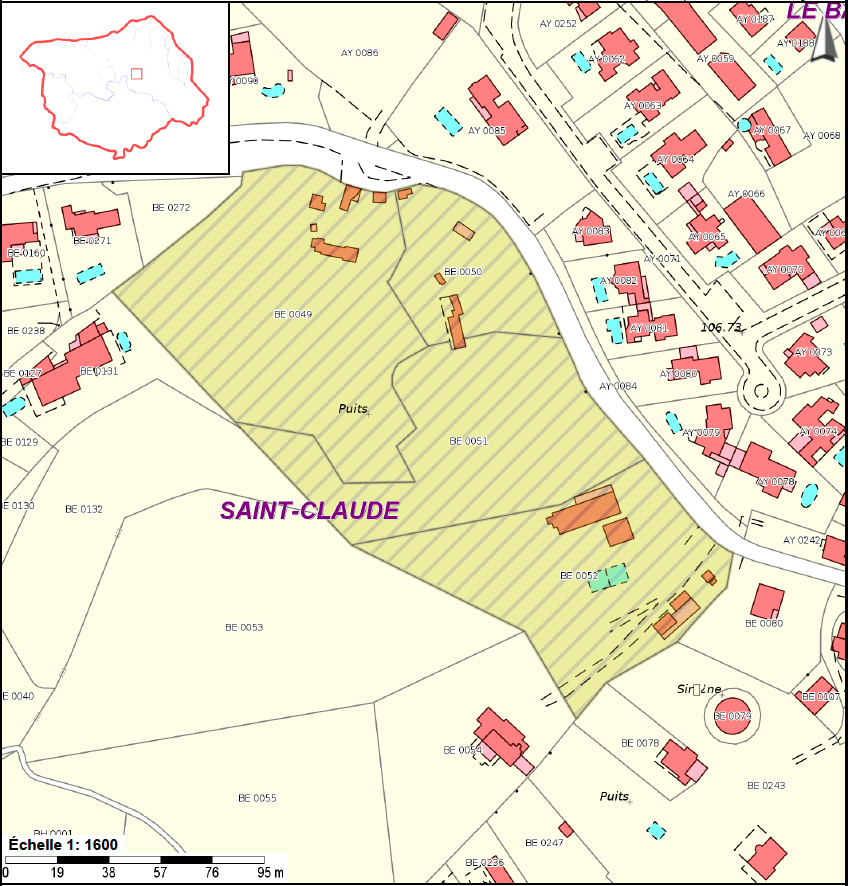 LE BA
AY 0187
AY 0252
AY 0188
AY 0086
AY 0062
AY 0059
0090
AY 0063
AY 0085
AY 0067
AY 0068
AY 0064
AY 0066
BE 0272
BE 0271
AY 0083
AY 0065
BE 0160
AY 0071
BE 0050
AY 0070
AY 0082
BE 0049
BE 0238
AY 0081
106.73
AY 0073
BE 0127
BE 0131
AY 0080
AY 0084
Puits
AY 0079
AY 0074
BE 0129
BE 0051
AY 0078
BE 0130
BE 0132
SAINT-CLAUDE
AY 0242
BE 0052
BE 0053
BE 0080
BE 0040
BE 0107
BE 0079
BE 0078
BE 0054
BE 0243
BE 0055
Puits
BE 0001
BE 0247
BE 0236
Échelle 1: 1600
0 19 38 57 76 95 m